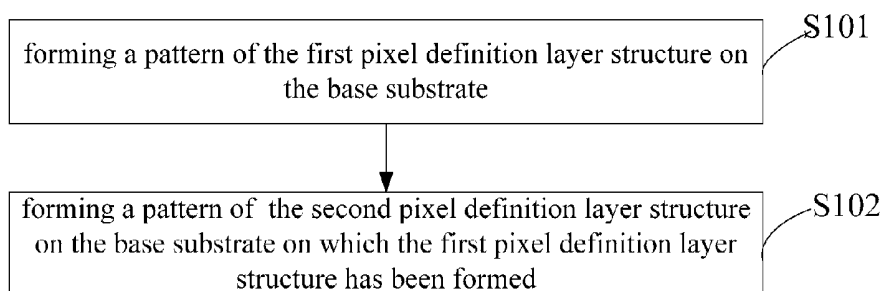 forming a pattern of the first pixel definition layer structure on
the base substrate
S101
forming a pattern of the second pixel definition layer structure
on the base substrate on which the first pixel definition layer
structure has been formed
S102